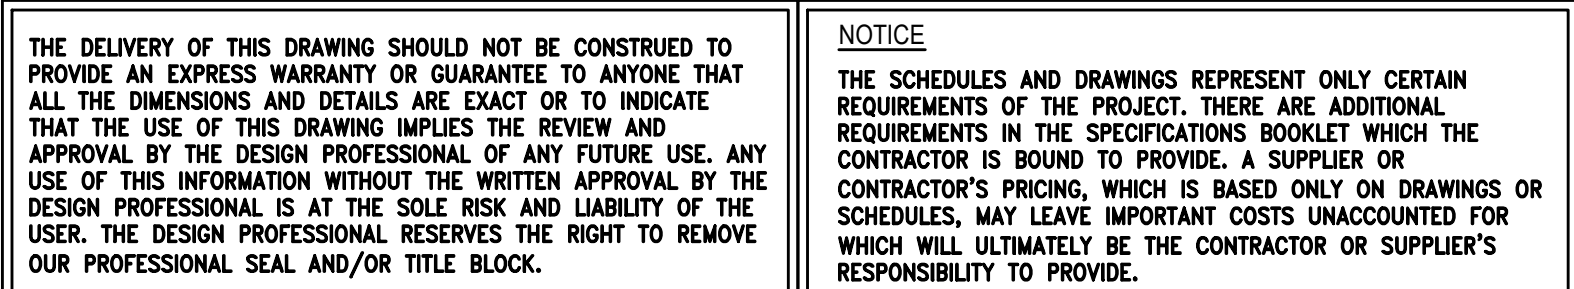 THE DELIVERY OF THIS DRAWING SHOULD NOT BE CONSTRUED TO
PROVIDE AN EXPRESS WARRANTY OR GUARANTEE TO ANYONE THAT
ALL THE DIMENSIONS AND DETAILS ARE EXACT OR TO INDICATE
THAT THE USE OF THIS DRAWING IMPLIES THE REVIEW AND
APPROVAL BY THE DESIGN PROFESSIONAL OF ANY FUTURE USE. ANY
USE OF THIS INFORMATION WITHOUT THE WRITTEN APPROVAL BY THE
DESIGN PROFESSIONAL IS AT THE SOLE RISK AND LIABILITY OF THE
USER. THE DESIGN PROFESSIONAL RESERVES THE RIGHT TO REMOVE
OUR PROFESSIONAL SEAL AND/OR TITLE BLOCK.
NOTICE
THE SCHEDULES AND DRAWINGS REPRESENT ONLY CERTAIN
REQUIREMENTS OF THE PROJECT. THERE ARE ADDITIONAL
REQUIREMENTS IN THE SPECIFICATIONS BOOKLET WHICH THE
CONTRACTOR IS BOUND TO PROVIDE. A SUPPLIER OR
CONTRACTOR'S PRICING, WHICH IS BASED ONLY ON DRAWINGS OR
SCHEDULES, MAY LEAVE IMPORTANT COSTS UNACCOUNTED FOR
WHICH WILL ULTIMATELY BE THE CONTRACTOR OR SUPPLIER'S
RESPONSIBILITY TO PROVIDE.